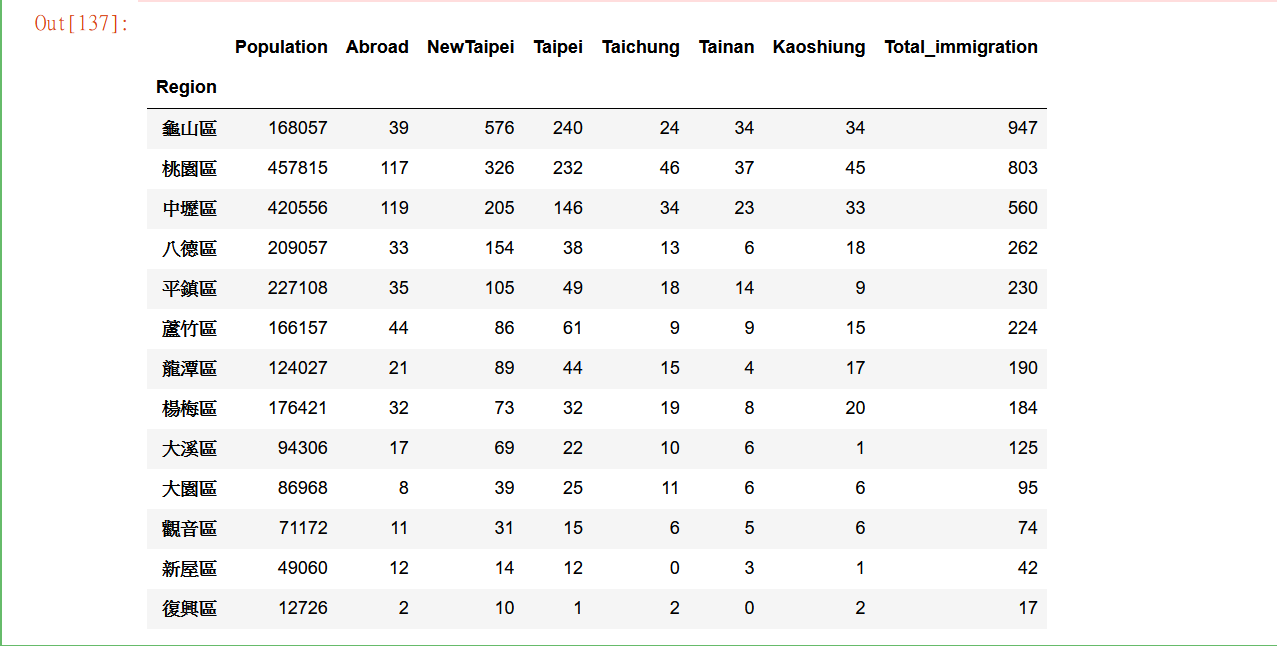 Out[137]:
Population Abroad NewTaipei Taipei Taichung Tainan Kaoshiung Total_immigration
Region
龜山區 168057 39 576 240 24 34 34 947
桃園區 457815 117 326 232 46 37 45 803
中壢區 420556 119 205 146 34 23 33 560
八德區 209057 33 154 38 13 6 18 262
平鎮區 227108 35 105 49 18 14 9 230
蘆竹區 166157 44 86 61 9 9 15 224
龍潭區 124027 21 89 44 15 4 17 190
楊梅區 176421 32 73 32 19 8 20 184
大溪區 94306 17 69 22 10 6 1 125
大園區 86968 8 39 25 11 6 6 95
觀音區 71172 11 31 15 6 5 6 74
新屋區 49060 12 14 12 0 3 1 42
復興區 12726 2 10 1 2 0 2 17